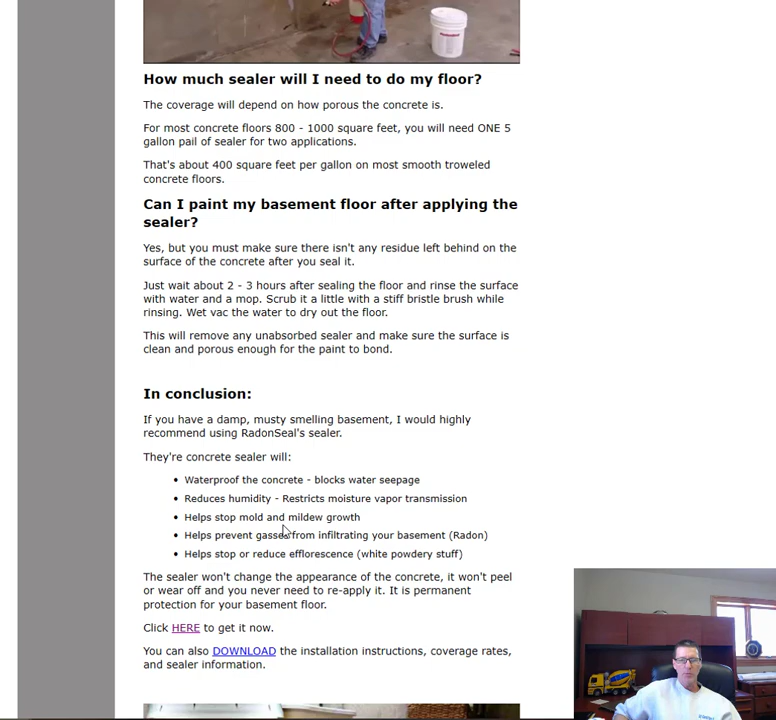 How much sealer will I need to do my floor?
The coverage will depend on how porous the concrete is.
For most concrete floors 800 - 1000 square feet, you will need ONE 5
gallon pail of sealer for two applications.
That's about 400 square feet per gallon on most smooth troweled
concrete floors.
Can I paint my basement floor after applying the
sealer?
Yes, but you must make sure there isn't any residue left behind on the
surface of the concrete after you seal it.
Just wait about 2 - 3 hours after sealing the floor and rinse the surface
with water and a mop. Scrub it a little with a stiff bristle brush while
rinsing. Wet vac the water to dry out the floor.
This will remove any unabsorbed sealer and make sure the surface is
clean and porous enough for the paint to bond.
In conclusion:
If you have a damp, musty smelling basement, I would highly
recommend using RadonSeal's sealer.
They're concrete sealer will:
• Waterproof the concrete - blocks water seepage
• Reduces humidity - Restricts moisture vapor transmission
• Helps stop mold and mildew growth
• Helps prevent gasses from infiltrating your basement (Radon)
• Helps stop or reduce efflorescence (white powdery stuff)
The sealer won't change the appearance of the concrete, it won't peel
or wear off and you never need to re-apply it. It is permanent
protection for your basement floor.
Click HERE to get it now.
You can also DOWNLOAD the installation instructions, coverage rates,
and sealer information.